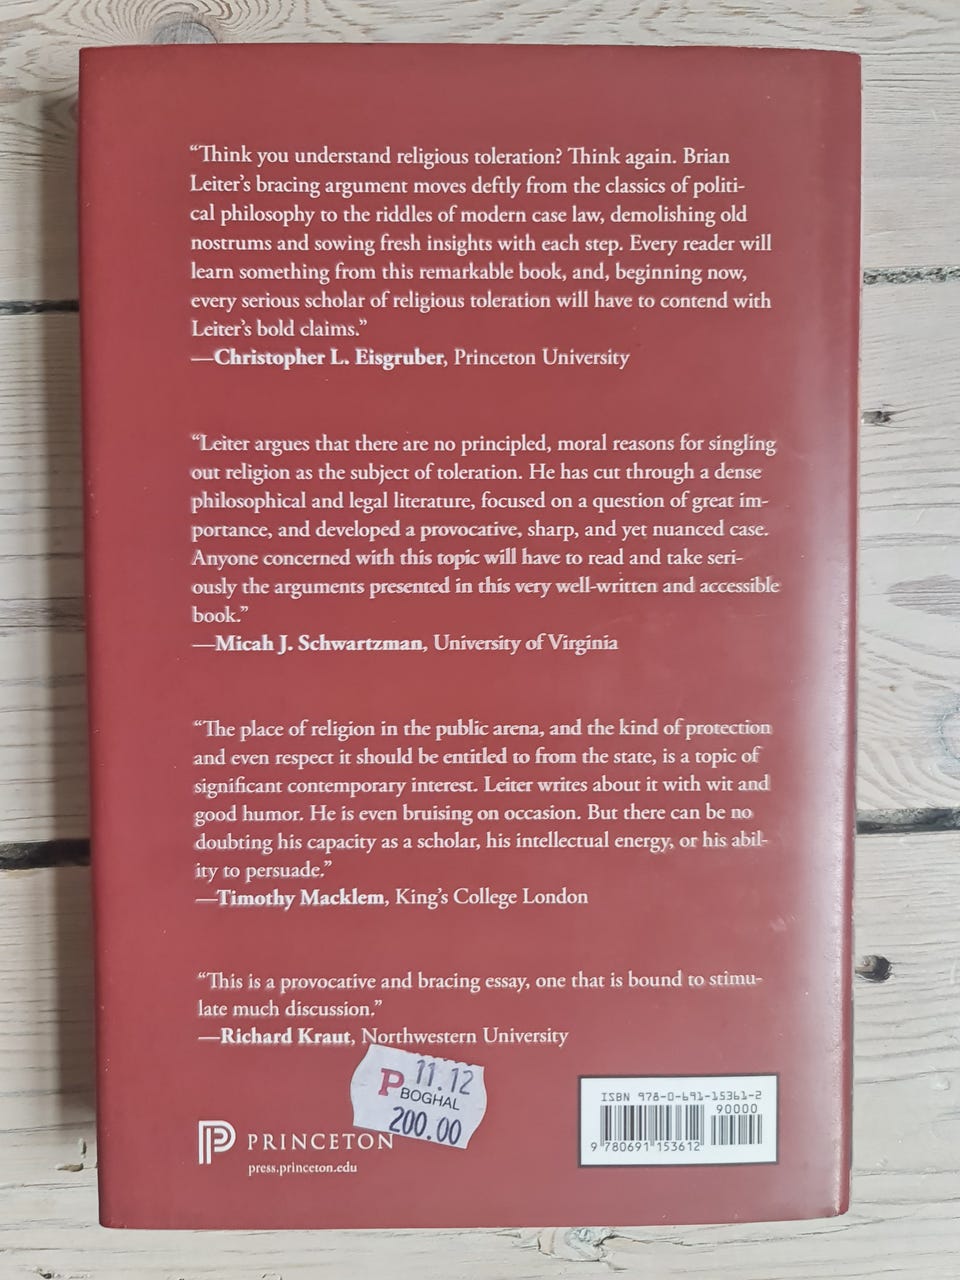 “Think you understand religious toleration? Think again. Brian
Leiter’s bracing argument moves deftly from the classics of politi-
cal philosophy to the riddles of modern case law, demolishing old
nostrums and sowing fresh insights with each step. Every reader will
learn something from this remarkable book, and, beginning now,
every serious scholar of religious toleration will have to contend with
Leiter’s bold claims.”
—Christopher L. Eisgruber, Princeton University
“Leiter argues that there are no principled, moral reasons for singling
out religion as the subject of toleration. He has cut through a dense
philosophical and legal literature, focused on a question of great im-
portance, and developed a provocative, sharp, and yet nuanced case.
Anyone concerned with this topic will have to read and take seri-
ously the arguments presented in this very well-written and accessible
book.”
—Micah J. Schwartzman, University of Virginia
“The place of religion in the public arena, and the kind of protection
and even respect it should be entitled to from the state, is a topic of
significant contemporary interest. Leiter writes about it with wit and
good humor. He is even bruising on occasion. But there can be no
doubting his capacity as a scholar, his intellectual energy, or his abil-
ity to persuade.”
—Timothy Macklem, King’s College London
“This is a provocative and bracing essay, one that is bound to stimu-
late much discussion.”
—Richard Kraut, Northwestern University
P 11.12
BOGHAL
200.00
PRINCETON
press.princeton.edu
ISBN 978-0-691-15361-2
90000
9 780691 153612